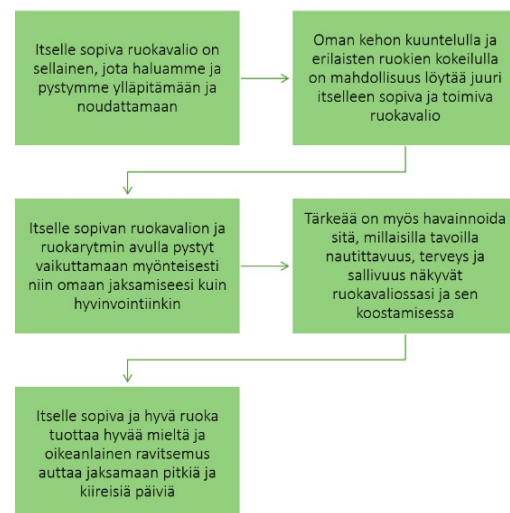 Itselle sopiva ruokavalio on
sellainen, jota haluamme ja
pystymme ylläpitämään ja
noudattamaan
Oman kehon kuuntelulla ja
erilaisten ruokien kokeilulla
on mahdollisuus löytää juuri
itselleen sopiva ja toimiva
ruokavalio
Itselle sopivan ruokavalion ja
ruokarytmin avulla pystyt
vaikuttamaan myönteisesti
niin omaan jaksamiseesi kuin
hyvinvointiinkin
Tärkeää on myös havainnoida
sitä, millaisilla tavoilla
nautittavuus, terveys ja
sallivuus näkyvät
ruokavaliossasi ja sen
koostamisessa
Itselle sopiva ja hyvä ruoka
tuottaa hyvää mieltä ja
oikeanlainen ravitsemus
auttaa jaksamaan pitkiä ja
kiireisiä päiviä